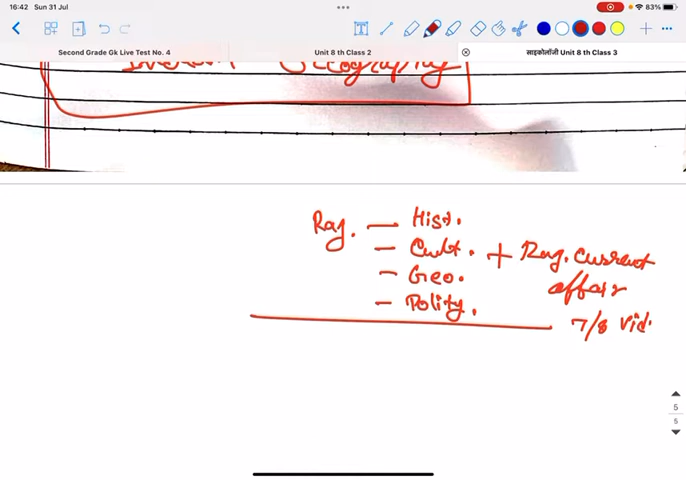 16:42 Sun 31 Jul
83%
Second Grade Gk Live Test No. 4
Unit 8 th Class 2
साइकोलॉजी Unit 8 th Class 3
Raj. — Hist.
— Cult. + Raj. Current
affair
— Geo.
— Polity.
7/8 Vid.
5
5